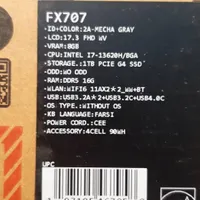 FX707
·ID+COLOR:2A-MECHA GRAY
·LCD:17.3 FHD WV
·VRAM:8GB
·CPU:INTEL I7-13620H/BGA
·STORAGE:1TB PCIE G4 SSD
·ODD:WO ODD
·RAM:DDR5 16G
·WLAN:WIFI6 11AX2*2_WW+BT
·USB:USB3.2A*2+USB3.2C+USB4.0C
·OS TYPE.:WITHOUT OS
·KB LANGUAGE:FARSI
·POWER CORD:CEE
·ACCESSORY:4CELL 90WH
UPC